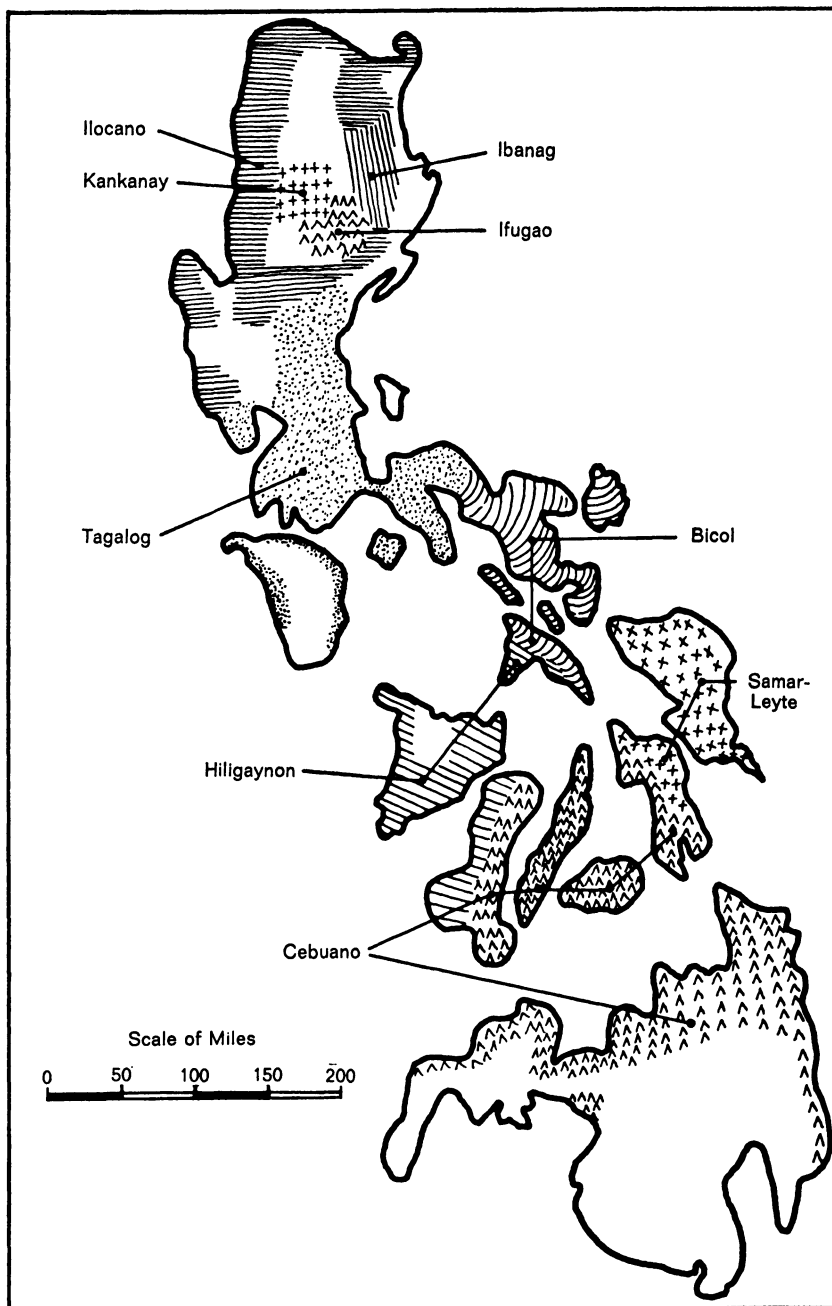 Ilocano
Kankanay
Ibanag
Ifugao
Tagalog
Bicol
Samar-
Leyte
Hiligaynon
Cebuano
Scale of Miles
0 50 100 150 200